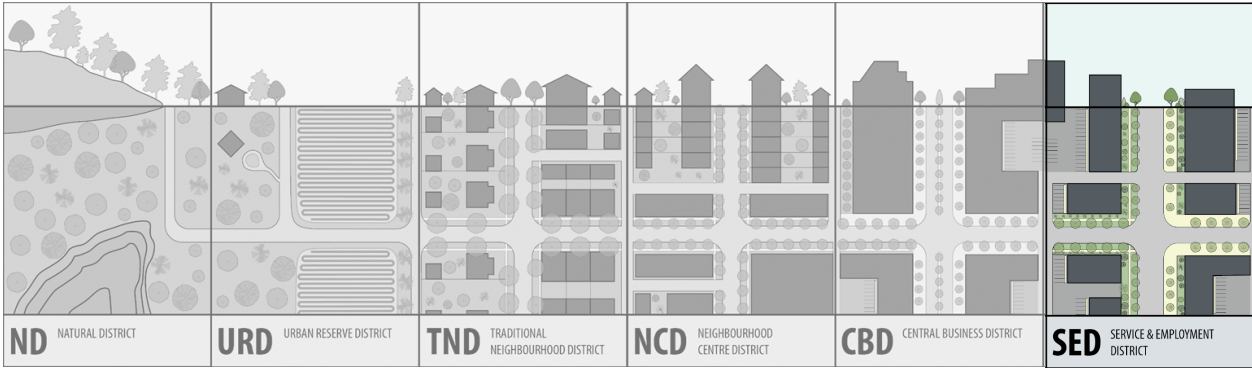 ND NATURAL DISTRICT
URD URBAN RESERVE DISTRICT
TND TRADITIONAL
NEIGHBOURHOOD DISTRICT
NCD NEIGHBOURHOOD
CENTRE DISTRICT
CBD CENTRAL BUSINESS DISTRICT
SED SERVICE & EMPLOYMENT
DISTRICT